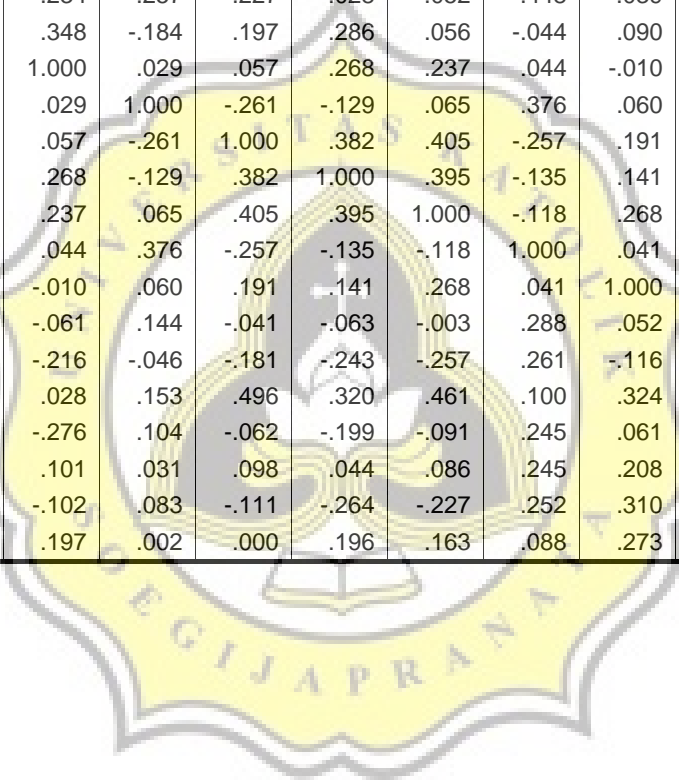 .348 -.184 .197 .286 .056 -.044 .090
1.000 .029 .057 .268 .237 .044 -.010
.029 1.000 -.261 -.129 .065 .376 .060
.057 -.261 1.000 .382 .405 -.257 .191
.268 -.129 .382 1.000 .395 -.135 .141
.237 .065 .405 .395 1.000 -.118 .268
.044 .376 -.257 -.135 -.118 1.000 .041
-.010 .060 .191 .141 .268 .041 1.000
-.061 .144 -.041 -.063 -.003 .288 .052
-.216 -.046 -.181 -.243 -.257 .261 -.116
.028 .153 .496 .320 .461 .100 .324
-.276 .104 -.062 -.199 -.091 .245 .061
.101 .031 .098 .044 .086 .245 .208
-.102 .083 -.111 -.264 -.227 .252 .310
.197 .002 .000 .196 .163 .088 .273
UNIVERSITAS KATOLIK
SOEGIJAPRANATA